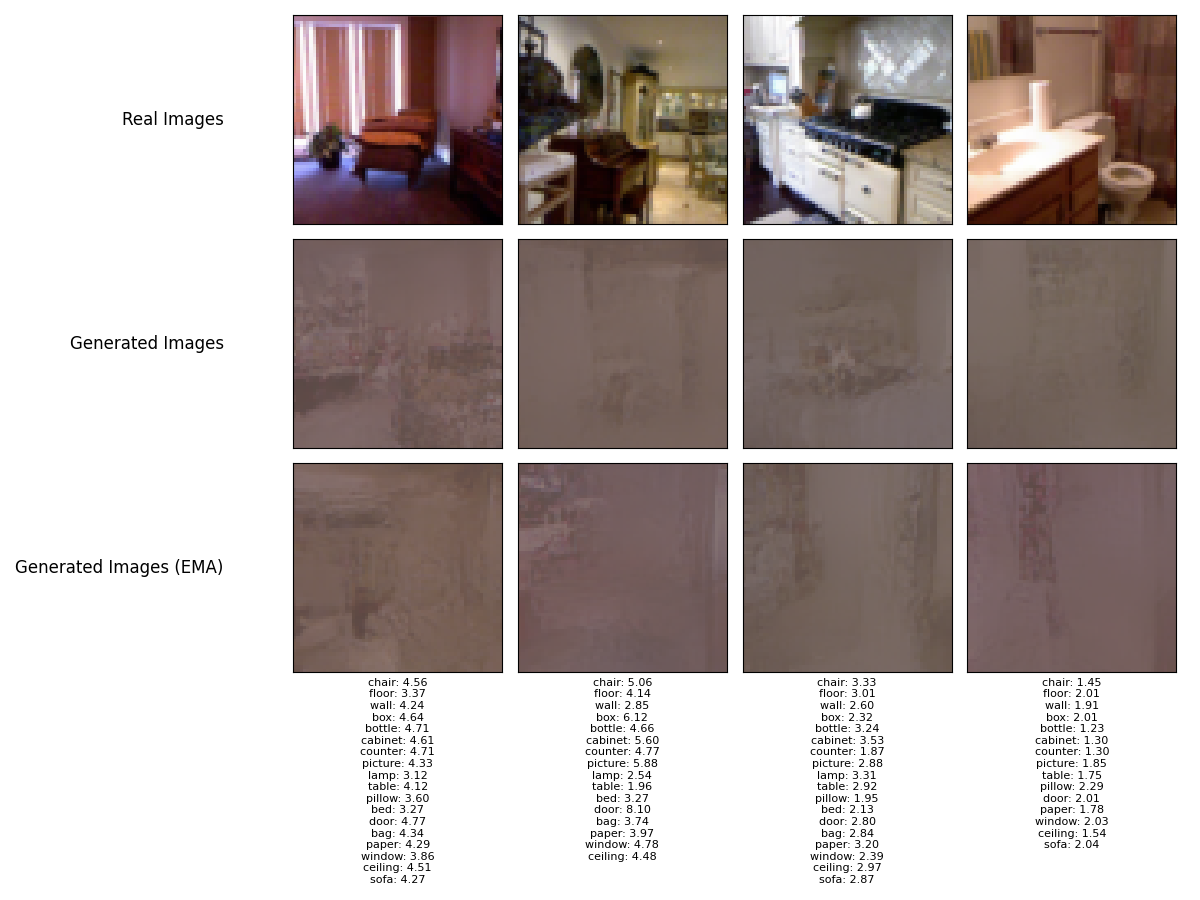 Real Images
Generated Images
Generated Images (EMA)
chair: 4.56
floor: 3.37
wall: 4.24
box: 4.64
bottle: 4.71
cabinet: 4.61
counter: 4.71
picture: 4.33
lamp: 3.12
table: 4.12
pillow: 3.60
bed: 3.27
door: 4.77
bag: 4.34
paper: 4.29
window: 3.86
ceiling: 4.51
sofa: 4.27
chair: 5.06
floor: 4.14
wall: 2.85
box: 6.12
bottle: 4.66
cabinet: 5.60
counter: 4.77
picture: 5.88
lamp: 2.54
table: 1.96
bed: 3.27
door: 8.10
bag: 3.74
paper: 3.97
window: 4.78
ceiling: 4.48
chair: 3.33
floor: 3.01
wall: 2.60
box: 2.32
bottle: 3.24
cabinet: 3.53
counter: 1.87
picture: 2.88
lamp: 3.31
table: 2.92
pillow: 1.95
bed: 2.13
door: 2.80
bag: 2.84
paper: 3.20
window: 2.39
ceiling: 2.97
sofa: 2.87
chair: 1.45
floor: 2.01
wall: 1.91
box: 2.01
bottle: 1.23
cabinet: 1.30
counter: 1.30
picture: 1.85
table: 1.75
pillow: 2.29
door: 2.01
paper: 1.78
window: 2.03
ceiling: 1.54
sofa: 2.04